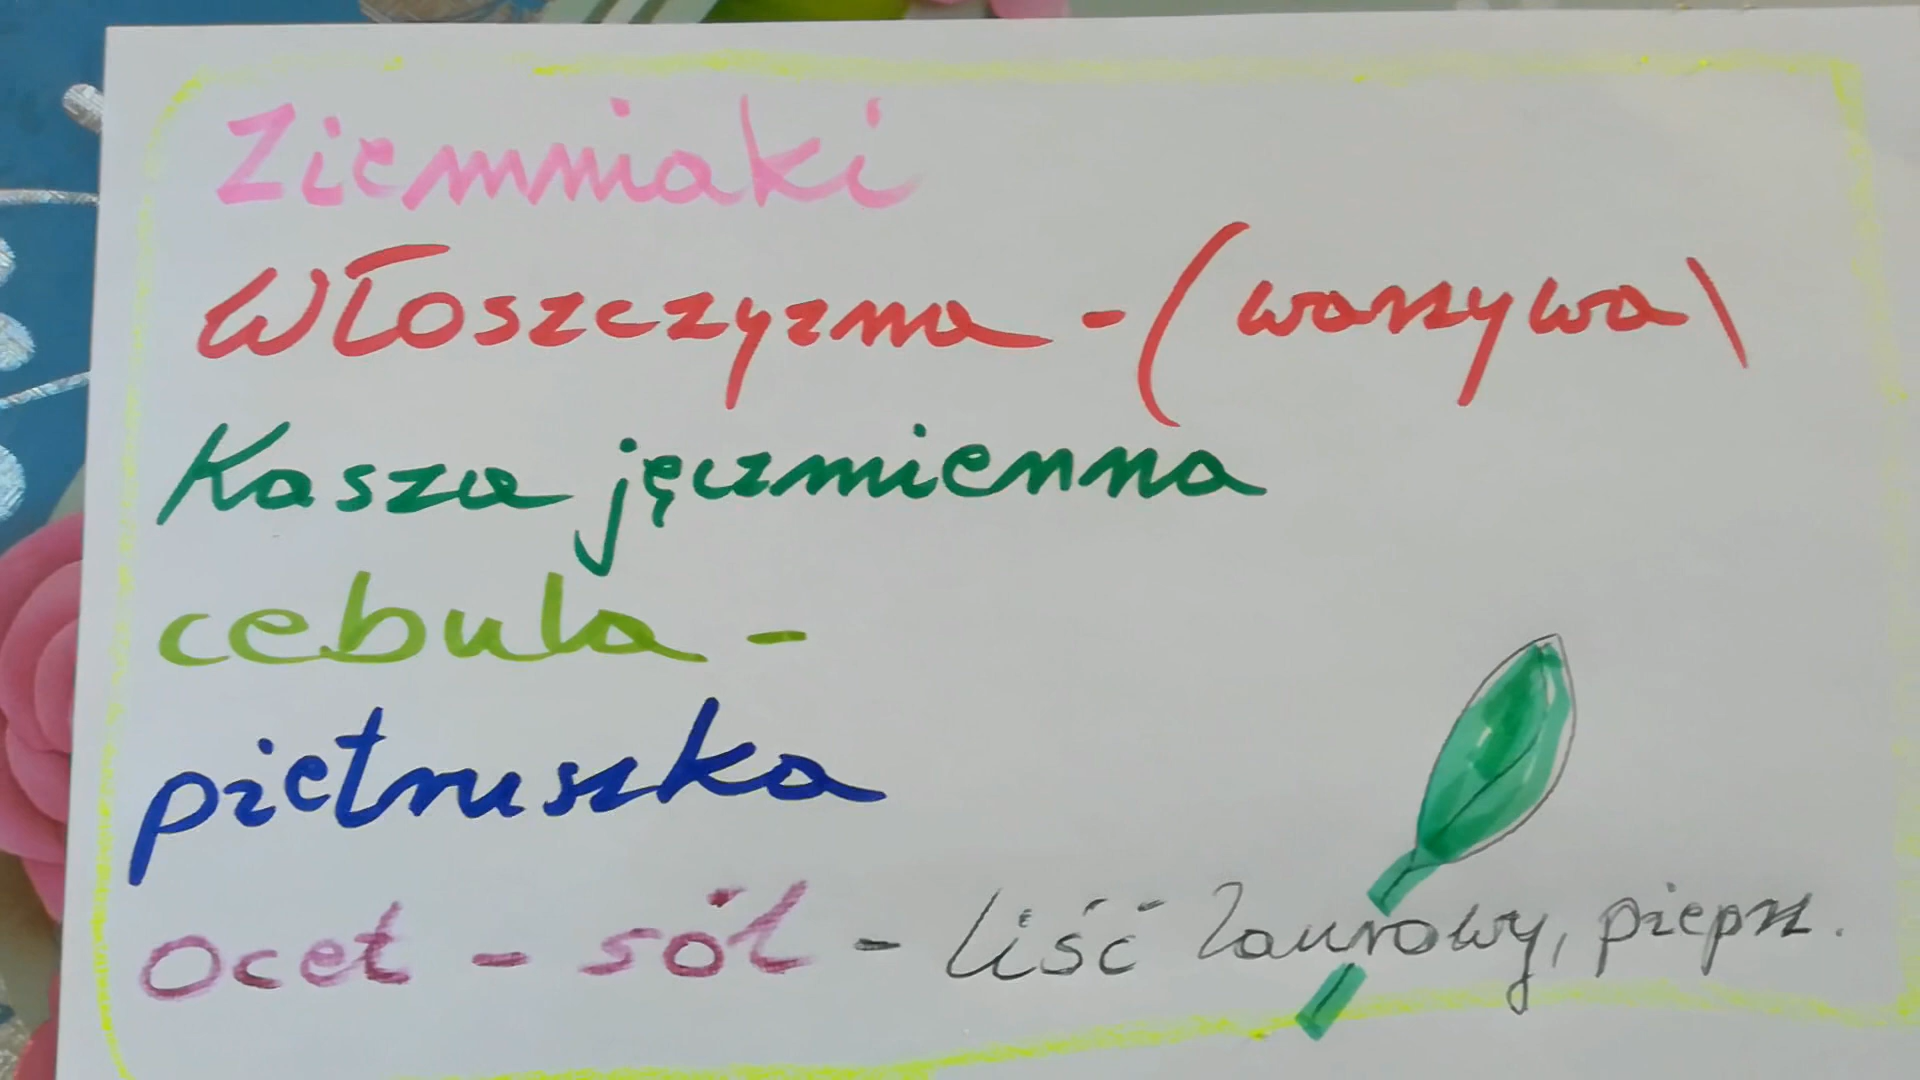 Ziemniaki
Włoszczyzna - (warzywa)
Kasza jęczmienna
cebula -
pietruszka
Ocet - sól - liść laurowy, pieprz.